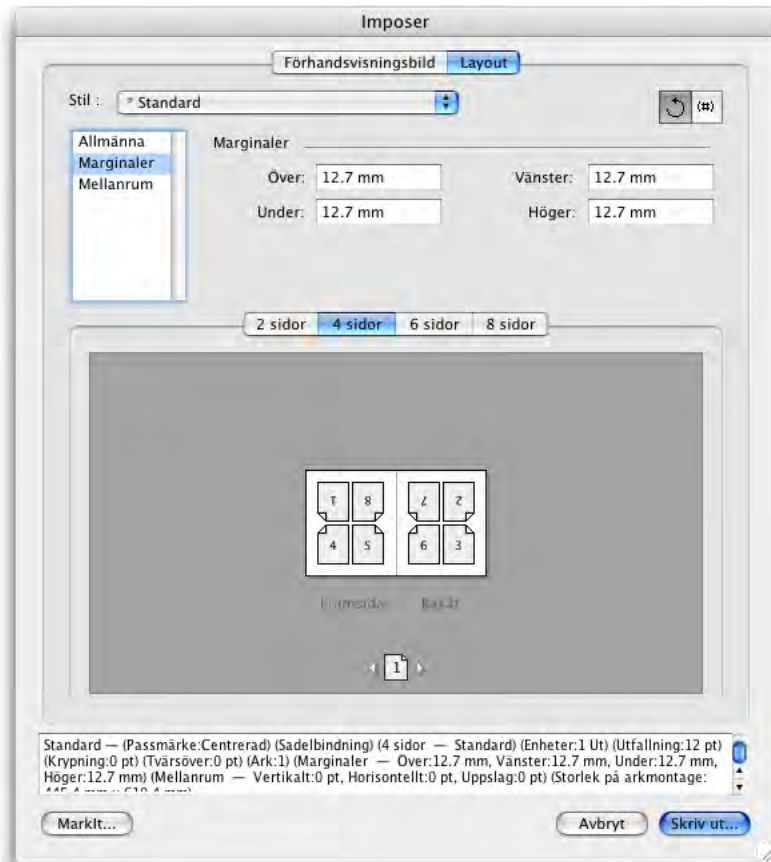 Imposer
Förhandsvisningsbild Layout
Stil : * Standard (#)
Allmänna
Marginaler
Mellanrum
Marginaler
Över: 12.7 mm Vänster: 12.7 mm
Under: 12.7 mm Höger: 12.7 mm
2 sidor 4 sidor 6 sidor 8 sidor
1 8 7 2
4 5 6 3
Framsida Bakåt
1
Standard — (Passmärke:Centrerad) (Sadelbindning) (4 sidor — Standard) (Enheter:1 Ut) (Utfallning:12 pt)
(Krypning:0 pt) (Tvärsöver:0 pt) (Ark:1) (Marginaler — Över:12.7 mm, Vänster:12.7 mm, Under:12.7 mm,
Höger:12.7 mm) (Mellanrum — Vertikalt:0 pt, Horisontellt:0 pt, Uppslag:0 pt) (Storlek på arkmontage:
MarkIt... Avbryt Skriv ut...